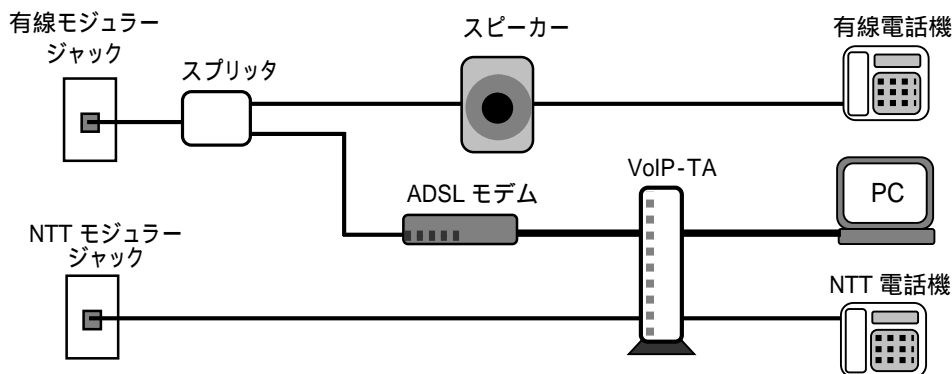 有線モジュラー
ジャック
スプリッタ
スピーカー
有線電話機
VoIP-TA
ADSL モデム
PC
NTT モジュラー
ジャック
NTT 電話機